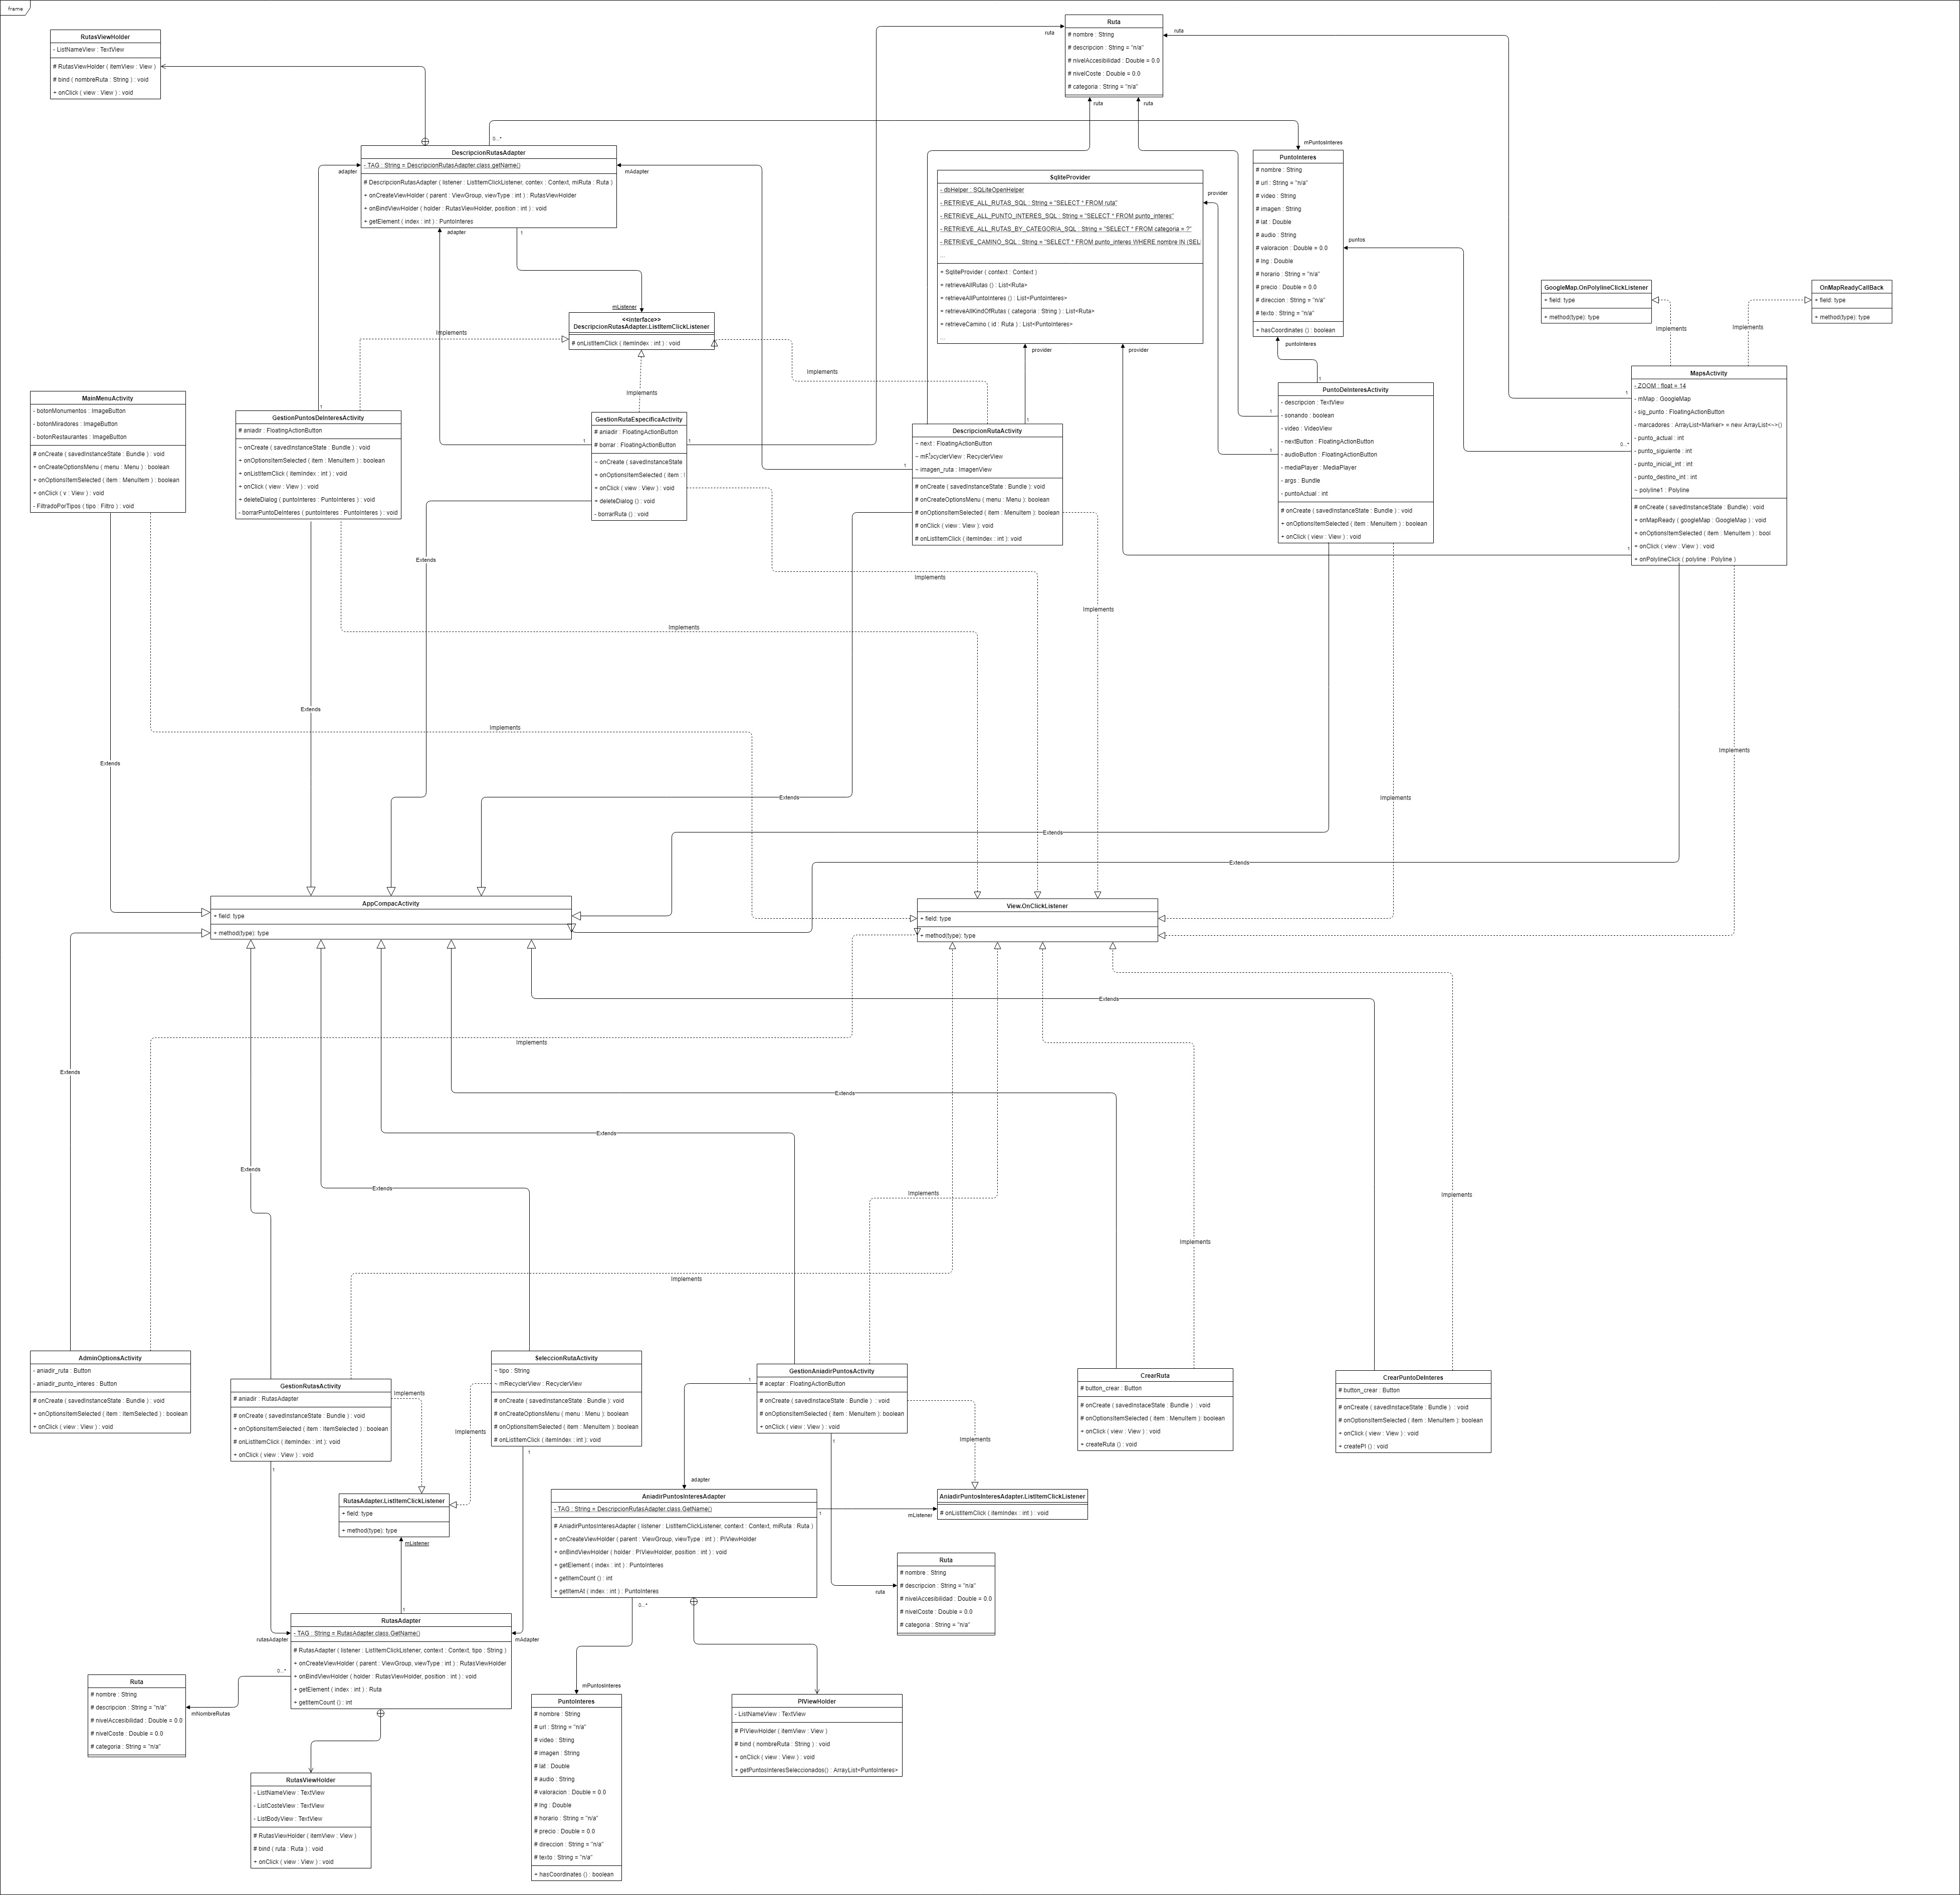 frame
RutasViewHolder
- ListNameView : TextView
# RutasViewHolder ( itemView : View )
# bind ( nombreRuta : String ) : void
+ onClick ( view : View ) : void
Ruta
# nombre : String
# descripcion : String = "n/a"
# nivelAccesibilidad : Double = 0.0
# nivelCoste : Double = 0.0
# categoria : String = "n/a"
ruta
ruta
ruta
ruta
0...*
DescripcionRutasAdapter
- TAG : String = DescripcionRutasAdapter.class.getName()
# DescripcionRutasAdapter ( listener : ListItemClickListener, contex : Context, miRuta : Ruta )
+ onCreateViewHolder ( parent : ViewGroup, viewType : int ) : RutasViewHolder
+ onBindViewHolder ( holder : RutasViewHolder, position : int ) : void
+ getElement ( index : int ) : PuntoInteres
adapter
mAdapter
adapter
1
mListener
mPuntosInteres
PuntoInteres
# nombre : String
# url : String = "n/a"
# video : String
# imagen : String
# lat : Double
# audio : String
# valoracion : Double = 0.0
# lng : Double
# horario : String = "n/a"
# precio : Double = 0.0
# direccion : String = "n/a"
# texto : String = "n/a"
+ hasCoordinates () : boolean
puntoInteres
puntos
SqliteProvider
- dbHelper : SQLiteOpenHelper
- RETRIEVE_ALL_RUTAS_SQL : String = "SELECT * FROM ruta"
- RETRIEVE_ALL_PUNTO_INTERES_SQL : String = "SELECT * FROM punto_interes"
- RETRIEVE_ALL_RUTAS_BY_CATEGORIA_SQL : String = "SELECT * FROM categoria = ?"
- RETRIEVE_CAMINO_SQL : String = "SELECT * FROM punto_interes WHERE nombre IN (SEL
...
+ SqliteProvider ( context : Context )
+ retrieveAllRutas () : List<Ruta>
+ retrieveAllPuntoInteres () : List<PuntoInteres>
+ retrieveAllKindOfRutas ( categoria : String ) : List<Ruta>
+ retrieveCamino ( id : Ruta ) : List<PuntoInteres>
...
provider
provider
provider
<<interface>>
DescripcionRutasAdapter.ListItemClickListener
# onListItemClick ( itemIndex : int ) : void
Implements
Implements
Implements
GoogleMap.OnPolylineClickListener
+ field: type
+ method(type): type
OnMapReadyCallBack
+ field: type
+ method(type): type
Implements
Implements
MainMenuActivity
- botonMonumentos : ImageButton
- botonMiradores : ImageButton
- botonRestaurantes : ImageButton
# onCreate ( savedInstanceState : Bundle ) : void
+ onCreateOptionsMenu ( menu : Menu ) : boolean
+ onOptionsItemSelected ( item : MenuItem ) : boolean
+ onClick ( v : View ) : void
- FiltradoPorTipos ( tipo : Filtro ) : void
1
GestionPuntosDeInteresActivity
# aniadir : FloatingActionButton
~ onCreate ( savedInstanceState : Bundle ) : void
+ onOptionsItemSelected ( item : MenuItem ) : boolean
+ onListItemClick ( itemIndex : int ) : void
+ onClick ( view : View ) : void
+ deleteDialog ( puntoInteres : PuntoInteres ) : void
- borrarPuntoDeInteres ( puntoInteres : PuntoInteres ) : void
GestionRutaEspecificaActivity
# aniadir : FloatingActionButton
# borrar : FloatingActionButton
~ onCreate ( savedInstanceState
+ onOptionsItemSelected ( item :
+ onClick ( view : View ) : void
+ deleteDialog () : void
- borrarRuta () : void
1
1
DescripcionRutaActivity
~ next : FloatingActionButton
~ mRecyclerView : RecyclerView
~ imagen_ruta : ImagenView
# onCreate ( savedInstanceState : Bundle ): void
# onCreateOptionsMenu ( menu : Menu ): boolean
# onOptionsItemSelected ( item : MenuItem ): boolean
# onClick ( view : View ): void
# onListItemClick ( itemIndex : int ): void
1
1
PuntoDeInteresActivity
- descripcion : TextView
- sonando : boolean
- video : VideoView
- nextButton : FloatingActionButton
- audioButton : FloatingActionButton
- mediaPlayer : MediaPlayer
- args : Bundle
- puntoActual : int
# onCreate ( savedInstanceState : Bundle ) : void
+ onOptionsItemSelected ( item : MenuItem ) : boolean
+ onClick ( view : View ) : void
1
1
1
MapsActivity
- ZOOM : float = 14
- mMap : GoogleMap
- sig_punto : FloatingActionButton
- marcadores : ArrayList<Marker> = new ArrayList<~>()
- punto_actual : int
- punto_siguiente : int
- punto_inicial_int : int
- punto_destino_int : int
~ polyline1 : Polyline
# onCreate ( savedInstanceState : Bundle) : void
+ onMapReady ( googleMap : GoogleMap ) : void
+ onOptionsItemSelected ( item : MenuItem ) : bool
+ onClick ( view : View ) : void
+ onPolylineClick ( polyline : Polyline )
1
0...*
1
Extends
Implements
Implements
Implements
Extends
Implements
Implements
Extends
Extends
Implements
Extends
Extends
AppCompacActivity
+ field: type
+ method(type): type
View.OnClickListener
+ field: type
+ method(type): type
Extends
Implements
Extends
Extends
Extends
Extends
Extends
Implements
Implements
Implements
Implements
AdminOptionsActivity
- aniadir_ruta : Button
- aniadir_punto_interes : Button
# onCreate ( savedInstanceState : Bundle ) : void
+ onOptionsItemSelected ( item : ItemSelected ) : boolean
+ onClick ( view : View ) : void
GestionRutasActivity
# aniadir : RutasAdapter
# onCreate ( savedInstanceState : Bundle ) : void
+ onOptionsItemSelected ( item : ItemSelected ) : boolean
# onListItemClick ( itemIndex : int ): void
+ onClick ( view : View ) : void
Implements
Implements
1
SeleccionRutaActivity
~ tipo : String
~ mRecyclerView : RecyclerView
# onCreate ( savedInstanceState : Bundle ): void
# onCreateOptionsMenu ( menu : Menu ): boolean
# onOptionsItemSelected ( item : MenuItem ): boolean
# onListItemClick ( itemIndex : int ): void
1
GestionAniadirPuntosActivity
# aceptar : FloatingActionButton
# onCreate ( savedInstaceState : Bundle ) : void
# onOptionsItemSelected ( item : MenuItem ): boolean
+ onClick ( view : View ) : void
1
1
Implements
CrearRuta
# button_crear : Button
# onCreate ( savedInstaceState : Bundle ) : void
# onOptionsItemSelected ( item : MenuItem ): boolean
+ onClick ( view : View ) : void
+ createRuta () : void
CrearPuntoDeInteres
# button_crear : Button
# onCreate ( savedInstaceState : Bundle ) : void
# onOptionsItemSelected ( item : MenuItem ): boolean
+ onClick ( view : View ) : void
+ createPI () : void
RutasAdapter.ListItemClickListener
+ field: type
+ method(type): type
mListener
adapter
AniadirPuntosInteresAdapter
- TAG : String = DescripcionRutasAdapter.class.GetName()
# AniadirPuntosInteresAdapter ( listener : ListItemClickListener, context : Context, miRuta : Ruta )
+ onCreateViewHolder ( parent : ViewGroup, viewType : int ) : PIViewHolder
+ onBindViewHolder ( holder : PIViewHolder, position : int ) : void
+ getElement ( index : int ) : PuntoInteres
+ getItemCount () : int
+ getItemAt ( index : int ) : PuntoInteres
1
mListener
AniadirPuntosInteresAdapter.ListItemClickListener
# onListItemClick ( itemIndex : int ) : void
Ruta
# nombre : String
# descripcion : String = "n/a"
# nivelAccesibilidad : Double = 0.0
# nivelCoste : Double = 0.0
# categoria : String = "n/a"
ruta
0...*
1
rutasAdapter
mAdapter
RutasAdapter
- TAG : String = RutasAdapter.class.GetName()
# RutasAdapter ( listener : ListItemClickListener, context : Context, tipo : String )
+ onCreateViewHolder ( parent : ViewGroup, viewType : int ) : RutasViewHolder
+ onBindViewHolder ( holder : RutasViewHolder, position : int ) : void
+ getElement ( index : int ) : Ruta
+ getItemCount () : int
0...*
mNombreRutas
Ruta
# nombre : String
# descripcion : String = "n/a"
# nivelAccesibilidad : Double = 0.0
# nivelCoste : Double = 0.0
# categoria : String = "n/a"
RutasViewHolder
- ListNameView : TextView
- ListCosteView : TextView
- ListBodyView : TextView
# RutasViewHolder ( itemView : View )
# bind ( ruta : Ruta ) : void
+ onClick ( view : View ) : void
mPuntosInteres
PuntoInteres
# nombre : String
# url : String = "n/a"
# video : String
# imagen : String
# lat : Double
# audio : String
# valoracion : Double = 0.0
# lng : Double
# horario : String = "n/a"
# precio : Double = 0.0
# direccion : String = "n/a"
# texto : String = "n/a"
+ hasCoordinates () : boolean
PIViewHolder
- ListNameView : TextView
# PIViewHolder ( itemView : View )
# bind ( nombreRuta : String ) : void
+ onClick ( view : View ) : void
+ getPuntosInteresSeleccionados() : ArrayList<PuntoInteres>